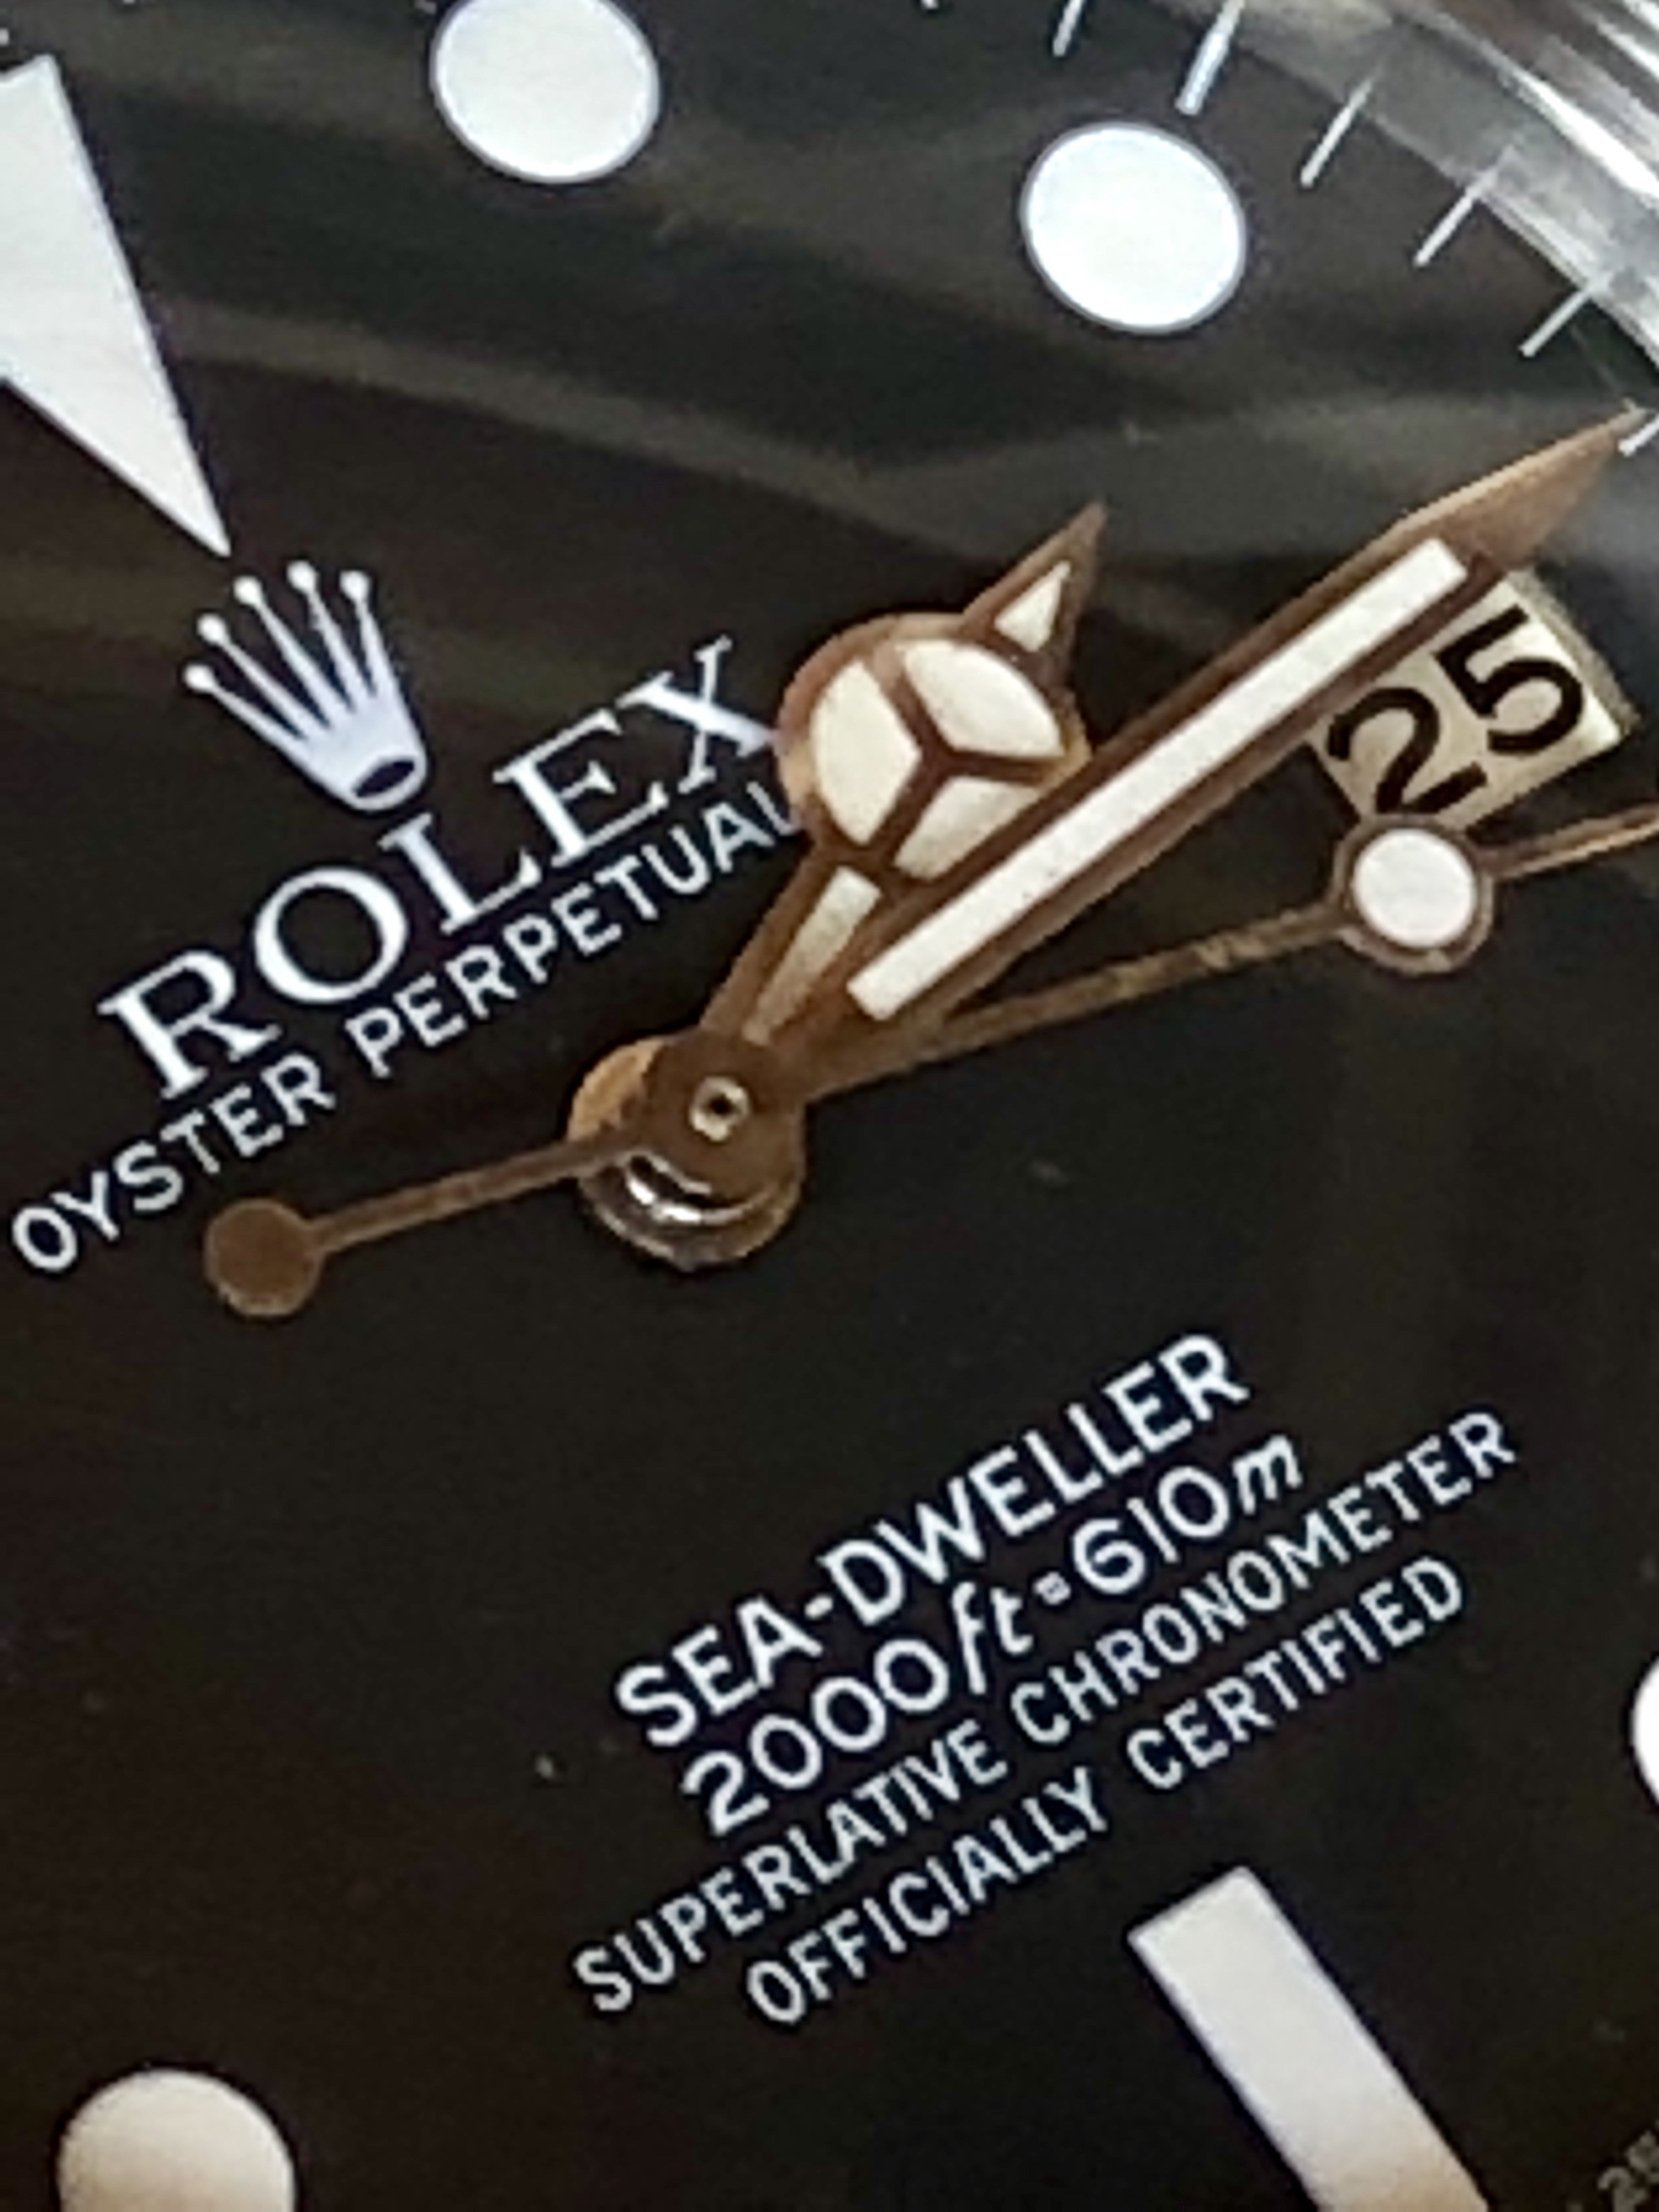 ROLEX
OYSTER PERPETUAL
25
SEA-DWELLER
2000ft=610m
SUPERLATIVE CHRONOMETER
OFFICIALLY CERTIFIED